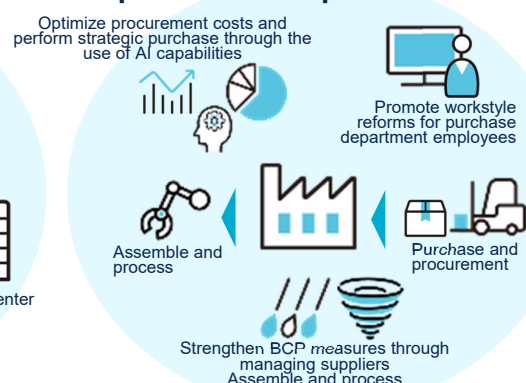 Optimize procurement costs and
perform strategic purchase through the
use of AI capabilities
Promote workstyle
reforms for purchase
department employees
Assemble and
process
Purchase and
procurement
enter
Strengthen BCP measures through
managing suppliers
Assemble and process